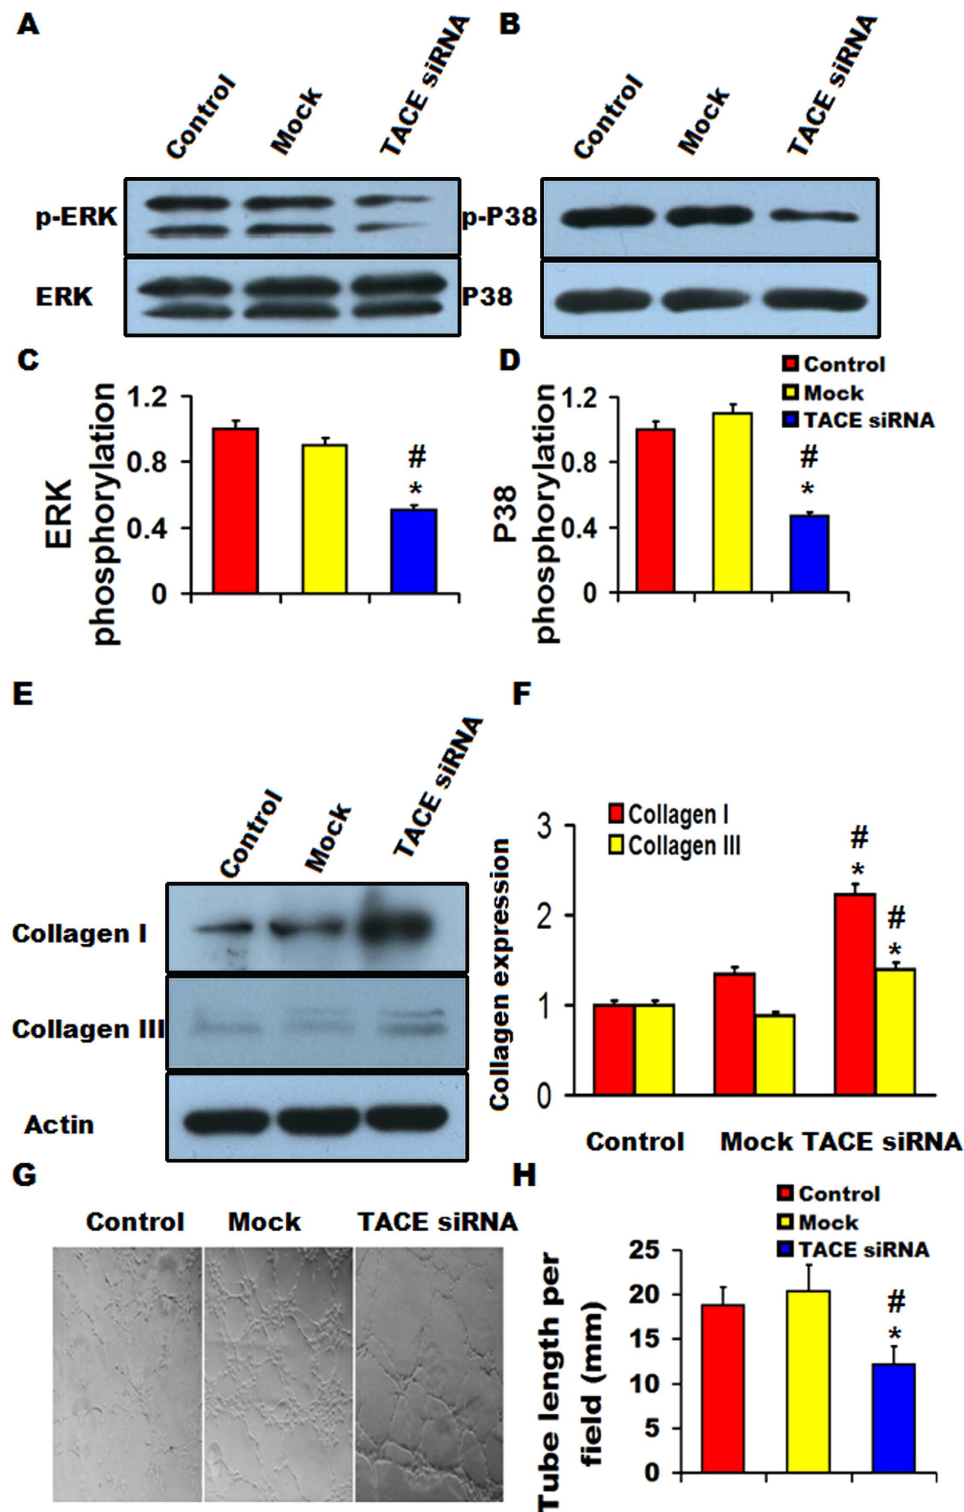 A
Control
Mock
TACE siRNA
p-ERK
ERK
B
Control
Mock
TACE siRNA
p-P38
P38
C
ERK
phosphorylation
1.2
0.8
0.4
0
#
*
D
P38
phosphorylation
1.2
0.8
0.4
0
#
*
Control
Mock
TACE siRNA
E
Control
Mock
TACE siRNA
Collagen I
Collagen III
Actin
F
Collagen expression
3
2
1
0
Collagen I
Collagen III
#
*
#
*
Control
Mock
TACE siRNA
G
Control
Mock
TACE siRNA
H
Tube length per
field (mm)
25
20
15
10
5
0
Control
Mock
TACE siRNA
#
*